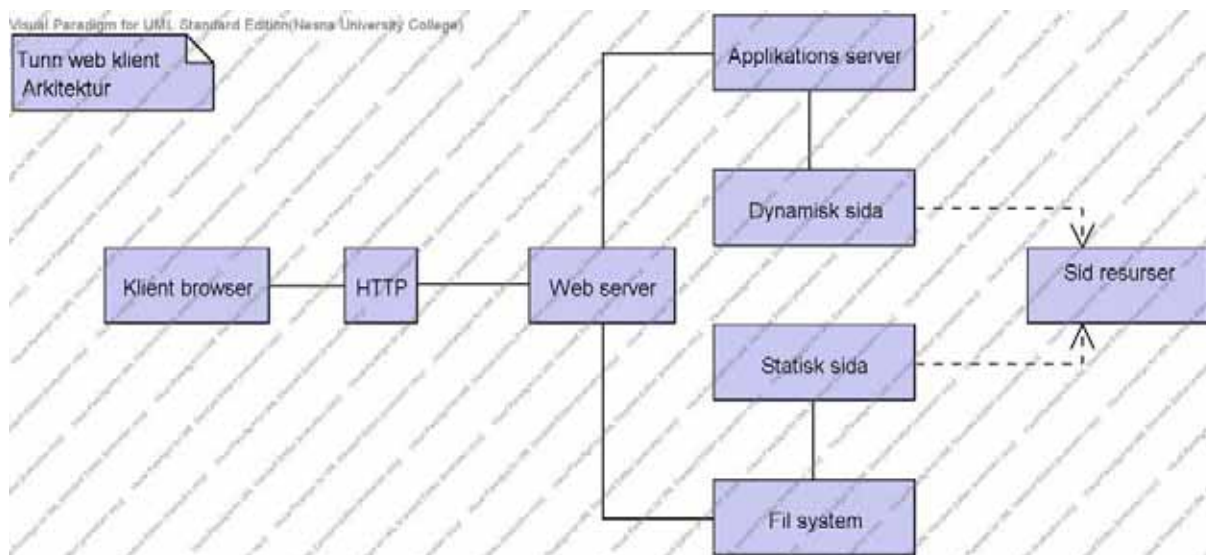 Visual Paradigm for UML Standard Edition(Nesna University College)
Tunn web klient
Arkitektur
Applikations server
Dynamisk sida
Klient browser
HTTP
Web server
Sid resurser
Statisk sida
Fil system